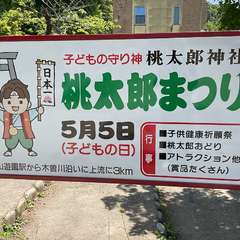 子どもの守り神 桃太郎神社
日本一
桃太郎まつり
5月5日
(子どもの日)
行事
■子供健康祈願祭
■桃太郎おどり
■アトラクション他
(賞品たくさん)
山遊園駅から木曽川沿いに上流に3km